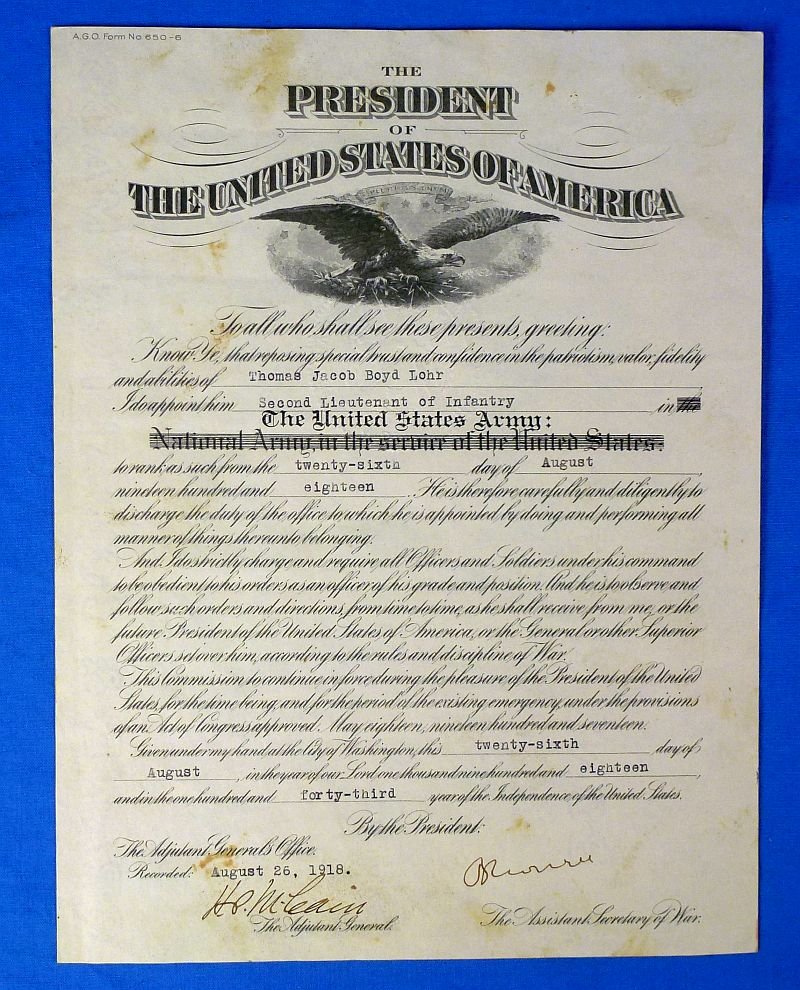 A.G.O. Form No 650-6
THE
PRESIDENT
OF
THE UNITED STATES OF AMERICA
E PLURIBUS UNUM
To all who shall see these presents, greeting:
Know Ye, that reposing special trust and confidence in the patriotism, valor, fidelity
and abilities of Thomas Jacob Boyd Lohr
I do appoint him Second Lieutenant of Infantry in the
The United States Army:
National Army, in the service of the United States:
to rank as such from the twenty-sixth day of August
nineteen hundred and eighteen. He is therefore carefully and diligently to
discharge the duty of the office to which he is appointed by doing and performing all
manner of things thereunto belonging.
And I do strictly charge and require all Officers and Soldiers under his command
to be obedient to his orders as an officer of his grade and position. And he is to observe and
follow such orders and directions, from time to time, as he shall receive from me, or the
future President of the United States of America, or the General or other Superior
Officers set over him, according to the rules and discipline of War.
This Commission to continue in force during the pleasure of the President of the United
States, for the time being, and for the period of the existing emergency, under the provisions
of an Act of Congress approved May eighteen, nineteen hundred and seventeen.
Given under my hand at the City of Washington, this twenty-sixth day of
August, in the year of our Lord one thousand nine hundred and eighteen,
and in the one hundred and forty-third year of the Independence of the United States.
By the President:
The Adjutant General's Office.
Recorded: August 26, 1918.
H.P. McCain
The Adjutant General.
The Assistant Secretary of War.